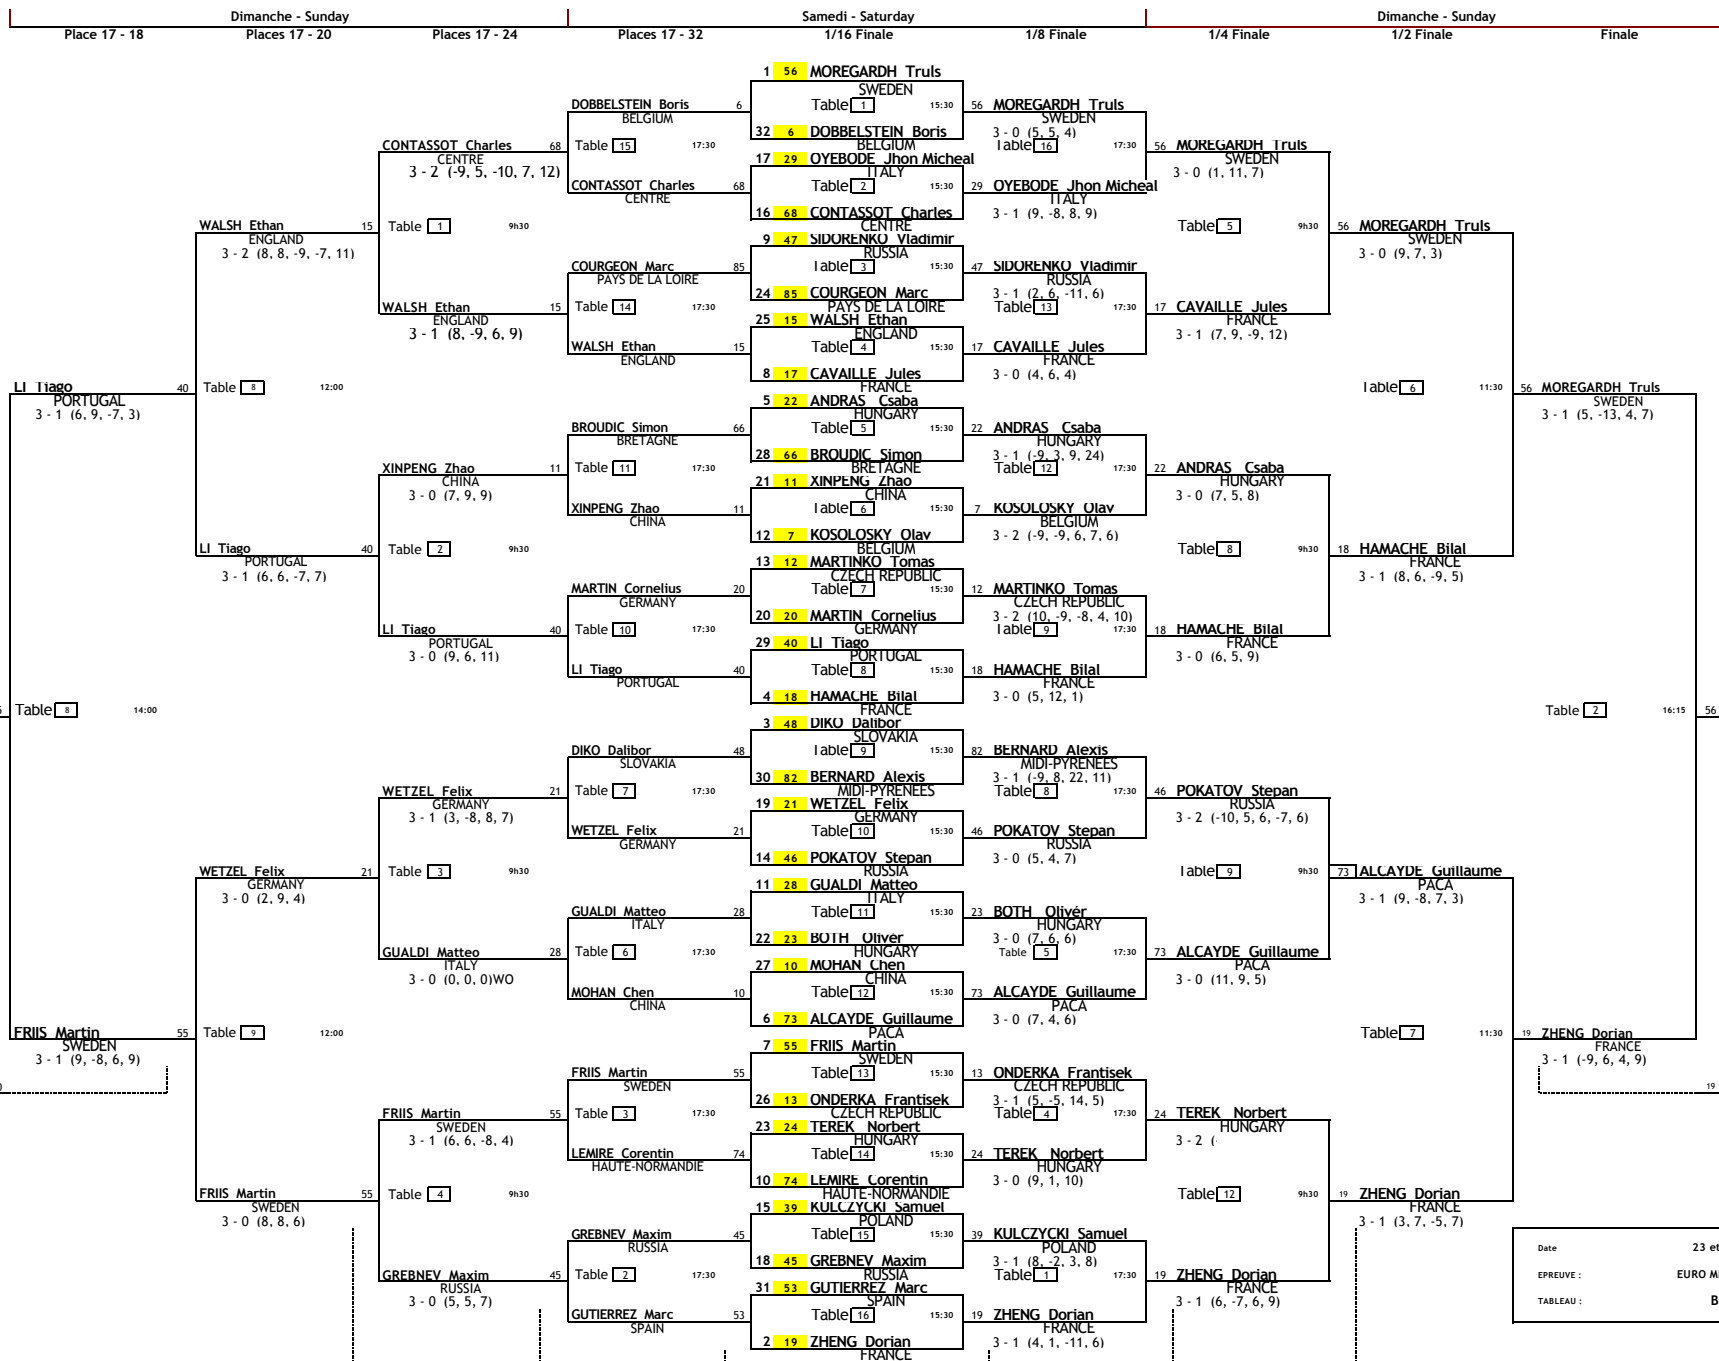 Dimanche - Sunday Samedi - Saturday Dimanche - Sunday
Place 17 - 18 Places 17 - 20 Places 17 - 24 Places 17 - 32 1/16 Finale 1/8 Finale 1/4 Finale 1/2 Finale Finale
1 56 MOREGARDH Truls
SWEDEN
DOBBELSTEIN Boris 6 Table 1 15:30 56 MOREGARDH Truls
BELGIUM SWEDEN
32 6 DOBBELSTEIN Boris 3 - 0 (5, 5, 4)
CONTASSOT Charles 68 Table 15 17:30 BELGIUM Table 16 17:30 56 MOREGARDH Truls
CENTRE 17 29 OYEBODE Jhon Micheal SWEDEN
3 - 2 (-9, 5, -10, 7, 12) ITALY 3 - 0 (1, 11, 7)
CONTASSOT Charles 68 Table 2 15:30 29 OYEBODE Jhon Micheal
CENTRE ITALY
16 68 CONTASSOT Charles 3 - 1 (9, -8, 8, 9)
WALSH Ethan 15 Table 1 9h30 CENTRE Table 5 9h30 56 MOREGARDH Truls
ENGLAND 9 47 SIDORENKO Vladimir SWEDEN
3 - 2 (8, 8, -9, -7, 11) RUSSIA 3 - 0 (9, 7, 3)
COURGEON Marc 85 Table 3 15:30 47 SIDORENKO Vladimir
PAYS DE LA LOIRE RUSSIA
24 85 COURGEON Marc 3 - 1 (2, 6, -11, 6)
WALSH Ethan 15 Table 14 17:30 PAYS DE LA LOIRE Table 13 17:30 17 CAVAILLE Jules
ENGLAND 25 15 WALSH Ethan FRANCE
3 - 1 (8, -9, 6, 9) ENGLAND 3 - 1 (7, 9, -9, 12)
WALSH Ethan 15 Table 4 15:30 17 CAVAILLE Jules
ENGLAND FRANCE
8 17 CAVAILLE Jules 3 - 0 (4, 6, 4)
LI Tiago 40 Table 8 12:00 FRANCE Table 6 11:30 56 MOREGARDH Truls
PORTUGAL 5 22 ANDRAS Csaba SWEDEN
3 - 1 (6, 9, -7, 3) HUNGARY 3 - 1 (5, -13, 4, 7)
BROUDIC Simon 66 Table 5 15:30 22 ANDRAS Csaba
BRETAGNE HUNGARY
28 66 BROUDIC Simon 3 - 1 (-9, 3, 9, 24)
XINPENG Zhao 11 Table 11 17:30 BRETAGNE Table 12 17:30 22 ANDRAS Csaba
CHINA 21 11 XINPENG Zhao HUNGARY
3 - 0 (7, 9, 9) CHINA 3 - 0 (7, 5, 8)
XINPENG Zhao 11 Table 6 15:30 7 KOSOLOSKY Olav
CHINA BELGIUM
12 7 KOSOLOSKY Olav 3 - 2 (-9, -9, 6, 7, 6)
LI Tiago 40 Table 2 9h30 BELGIUM Table 8 9h30 18 HAMACHE Bilal
PORTUGAL 13 12 MARTINKO Tomas FRANCE
3 - 1 (6, 6, -7, 7) CZECH REPUBLIC 3 - 1 (8, 6, -9, 5)
MARTIN Cornelius 20 Table 7 15:30 12 MARTINKO Tomas
GERMANY CZECH REPUBLIC
20 20 MARTIN Cornelius 3 - 2 (10, -9, -8, 4, 10)
LI Tiago 40 Table 10 17:30 GERMANY Table 9 17:30 18 HAMACHE Bilal
PORTUGAL 29 40 LI Tiago FRANCE
3 - 0 (9, 6, 11) PORTUGAL 3 - 0 (6, 5, 9)
LI Tiago 40 Table 8 15:30 18 HAMACHE Bilal
PORTUGAL FRANCE
4 18 HAMACHE Bilal 3 - 0 (5, 12, 1)
Table 8 14:00 FRANCE Table 2 16:15 56
3 48 DIKO Dalibor
SLOVAKIA
DIKO Dalibor 48 Table 9 15:30 82 BERNARD Alexis
SLOVAKIA MIDI-PYRENEES
30 82 BERNARD Alexis 3 - 1 (-9, 8, 22, 11)
WETZEL Felix 21 Table 7 17:30 MIDI-PYRENEES Table 8 17:30 46 POKATOV Stepan
GERMANY 19 21 WETZEL Felix RUSSIA
3 - 1 (3, -8, 8, 7) GERMANY 3 - 2 (-10, 5, 6, -7, 6)
WETZEL Felix 21 Table 10 15:30 46 POKATOV Stepan
GERMANY RUSSIA
14 46 POKATOV Stepan 3 - 0 (5, 4, 7)
WETZEL Felix 21 Table 3 9h30 RUSSIA Table 9 9h30 73 ALCAYDE Guillaume
GERMANY 11 28 GUALDI Matteo PACA
3 - 0 (2, 9, 4) ITALY 3 - 1 (9, -8, 7, 3)
GUALDI Matteo 28 Table 11 15:30 23 BOTH Olivér
ITALY HUNGARY
22 23 BOTH Olivér 3 - 0 (7, 6, 6)
GUALDI Matteo 28 Table 6 17:30 HUNGARY Table 5 17:30 73 ALCAYDE Guillaume
ITALY 27 10 MOHAN Chen PACA
3 - 0 (0, 0, 0)WO CHINA 3 - 0 (11, 9, 5)
MOHAN Chen 10 Table 12 15:30 73 ALCAYDE Guillaume
CHINA PACA
6 73 ALCAYDE Guillaume 3 - 0 (7, 4, 6)
FRIIS Martin 55 Table 9 12:00 PACA Table 7 11:30 19 ZHENG Dorian
SWEDEN 7 55 FRIIS Martin FRANCE
3 - 1 (9, -8, 6, 9) SWEDEN 3 - 1 (-9, 6, 4, 9)
FRIIS Martin 55 Table 13 15:30 13 ONDERKA Frantisek
SWEDEN CZECH REPUBLIC 19
26 13 ONDERKA Frantisek 3 - 1 (5, -5, 14, 5)
FRIIS Martin 55 Table 3 17:30 CZECH REPUBLIC Table 4 17:30 24 TEREK Norbert
SWEDEN 23 24 TEREK Norbert HUNGARY
3 - 1 (6, 6, -8, 4) HUNGARY 3 - 2 (
LEMIRE Corentin 74 Table 14 15:30 24 TEREK Norbert
HAUTE-NORMANDIE HUNGARY
10 74 LEMIRE Corentin 3 - 0 (9, 1, 10)
FRIIS Martin 55 Table 4 9h30 HAUTE-NORMANDIE Table 12 9h30 19 ZHENG Dorian
SWEDEN 15 39 KULCZYCKI Samuel FRANCE
3 - 0 (8, 8, 6) POLAND 3 - 1 (3, 7, -5, 7)
GREBNEV Maxim 45 Table 15 15:30 39 KULCZYCKI Samuel
RUSSIA POLAND Date 23 et
18 45 GREBNEV Maxim 3 - 1 (8, -2, 3, 8)
GREBNEV Maxim 45 Table 2 17:30 RUSSIA Table 1 17:30 19 ZHENG Dorian EPREUVE : EURO M
RUSSIA 31 53 GUTIERREZ Marc FRANCE
3 - 0 (5, 5, 7) SPAIN 3 - 1 (6, -7, 6, 9) TABLEAU : B
GUTIERREZ Marc 53 Table 16 15:30 19 ZHENG Dorian
SPAIN FRANCE
2 19 ZHENG Dorian 3 - 1 (4, 1, -11, 6)
FRANCE